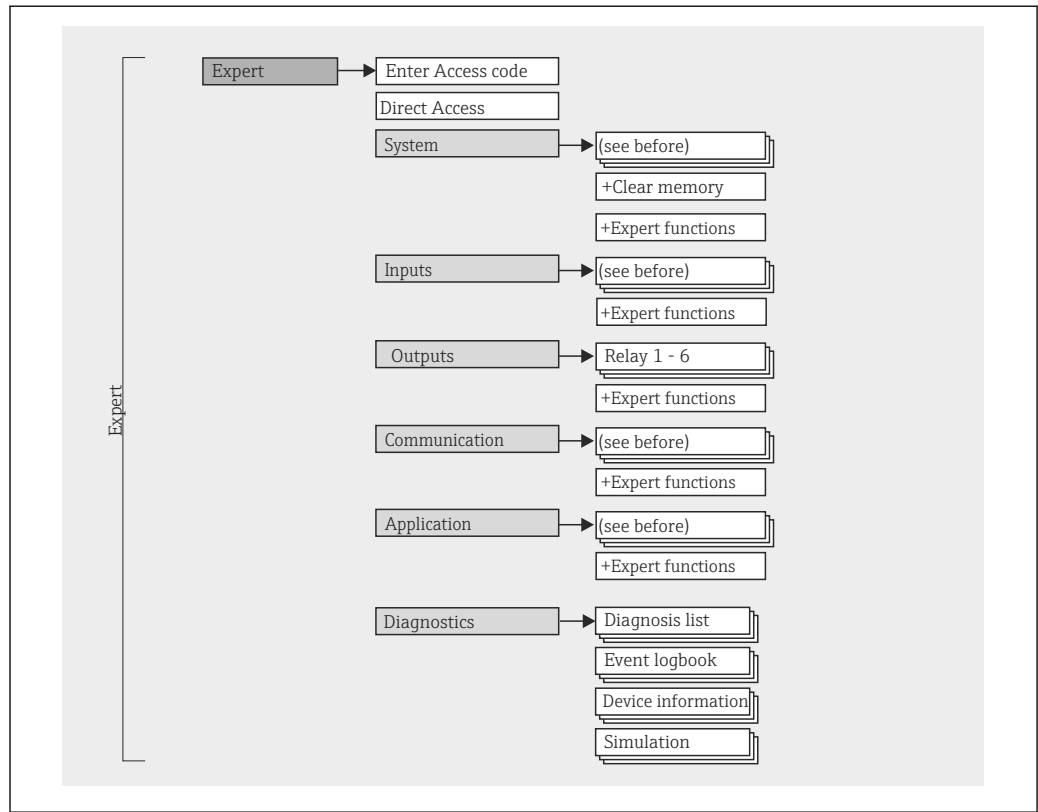 Expert
Expert
Enter Access code
Direct Access
System
(see before)
+Clear memory
+Expert functions
Inputs
(see before)
+Expert functions
Outputs
Relay 1 - 6
+Expert functions
Communication
(see before)
+Expert functions
Application
(see before)
+Expert functions
Diagnostics
Diagnosis list
Event logbook
Device information
Simulation